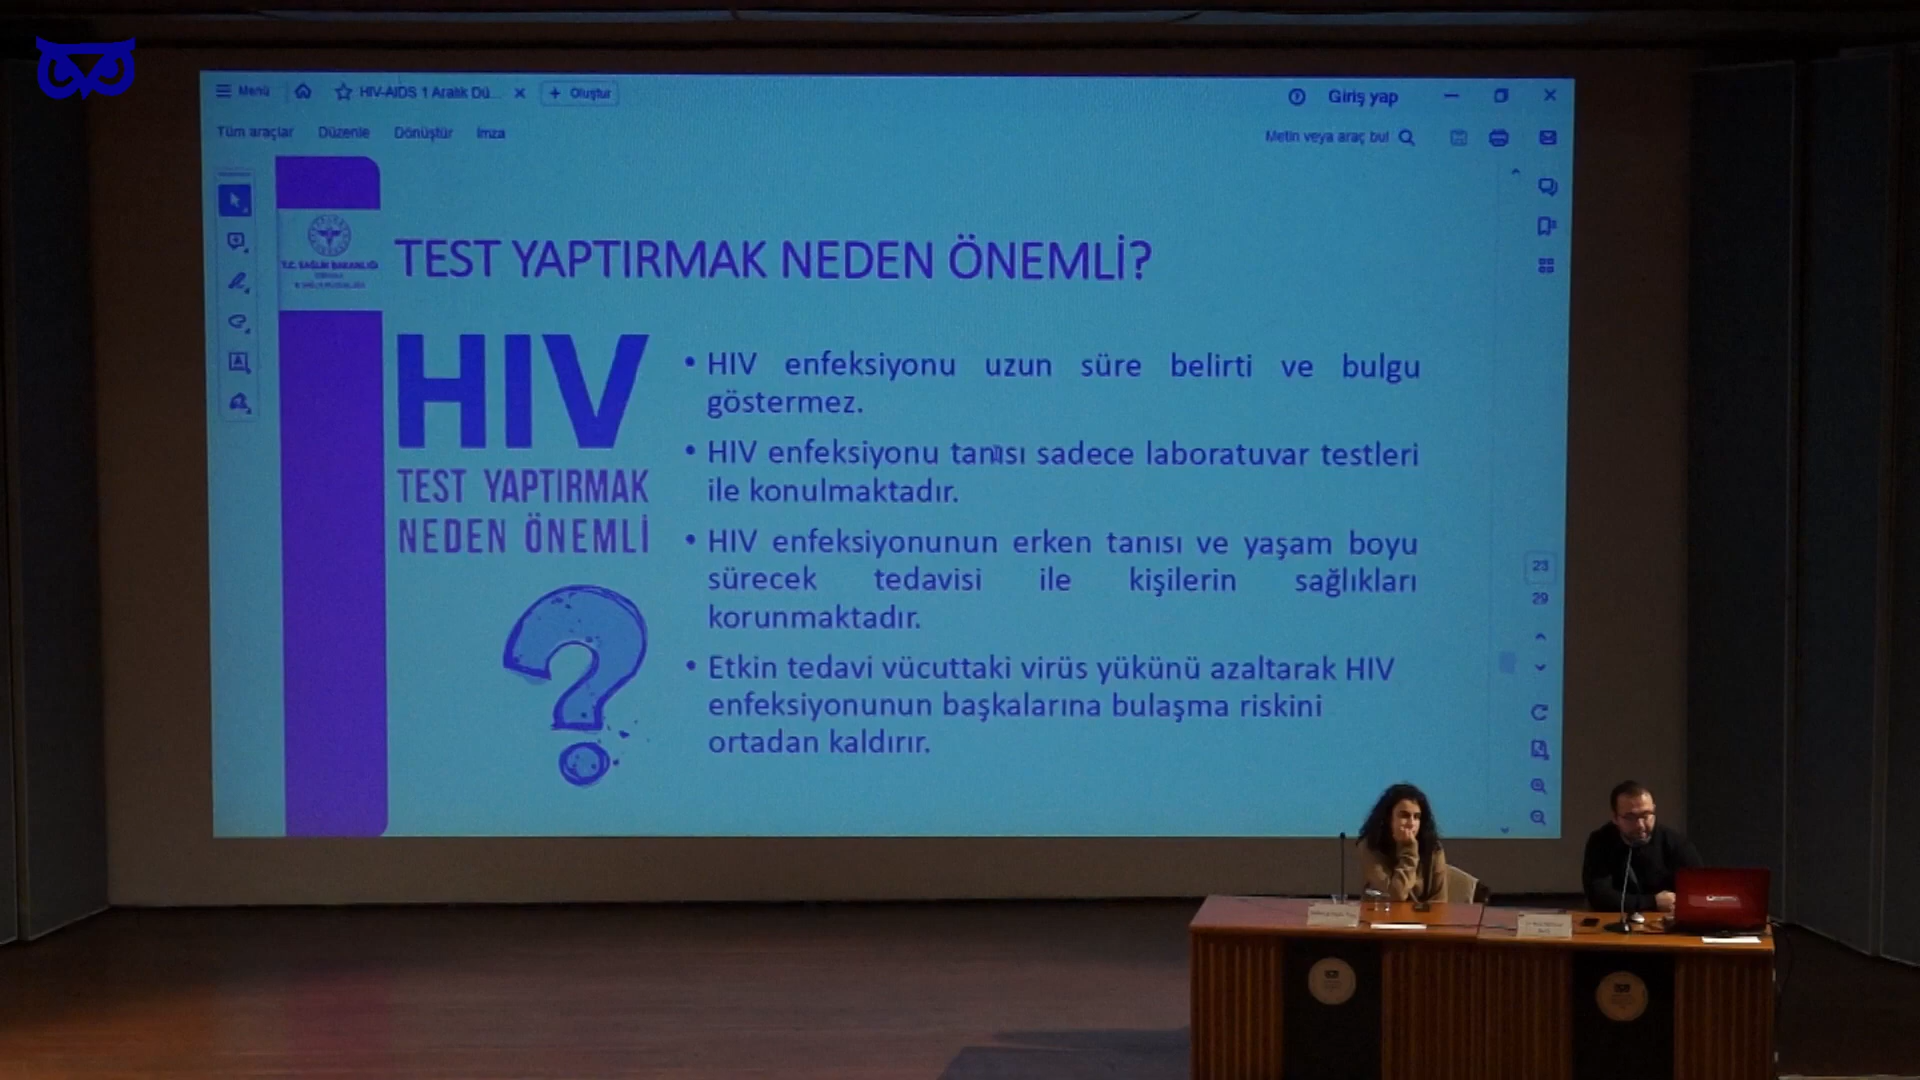 Menü
HIV-AIDS 1 Aralık Dü...
Oluştur
Giriş yap
Tüm araçlar Düzenle Dönüştür İmza
Metin veya araç bul
T.C. SAĞLIK BAKANLIĞI
TEST YAPTIRMAK NEDEN ÖNEMLİ?
HIV
TEST YAPTIRMAK
NEDEN ÖNEMLİ
• HIV enfeksiyonu uzun süre belirti ve bulgu
göstermez.
• HIV enfeksiyonu tanısı sadece laboratuvar testleri
ile konulmaktadır.
• HIV enfeksiyonunun erken tanısı ve yaşam boyu
sürecek tedavisi ile kişilerin sağlıkları
korunmaktadır.
• Etkin tedavi vücuttaki virüs yükünü azaltarak HIV
enfeksiyonunun başkalarına bulaşma riskini
ortadan kaldırır.
23
29